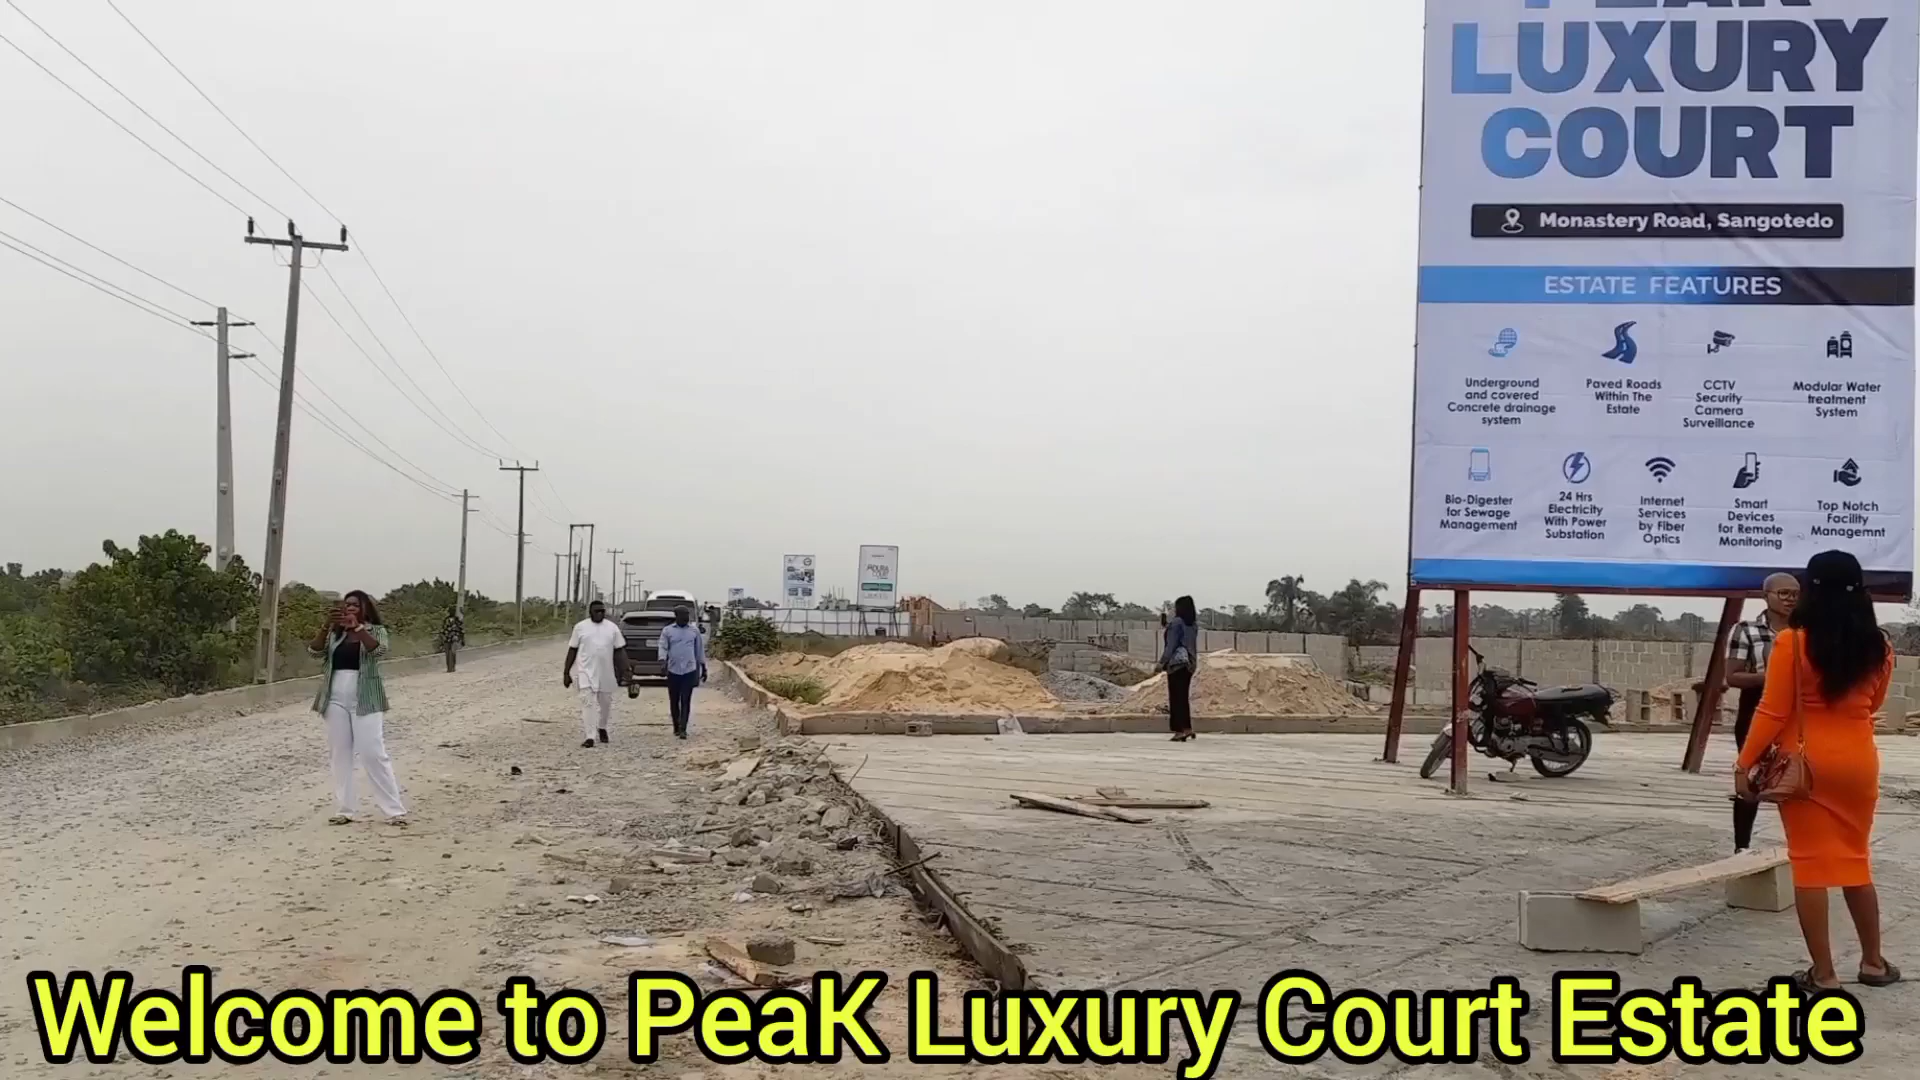 PEAK
LUXURY
COURT
Monastery Road, Sangotedo
ESTATE FEATURES
Underground
and covered
Concrete drainage
system
Paved Roads
Within The
Estate
CCTV
Security
Camera
Surveillance
Modular Water
treatment
System
Bio-Digester
for Sewage
Management
24 Hrs
Electricity
With Power
Substation
Internet
Services
by Fiber
Optics
Smart
Devices
for Remote
Monitoring
Top Notch
Facility
Managemnt
Welcome to PeaK Luxury Court Estate